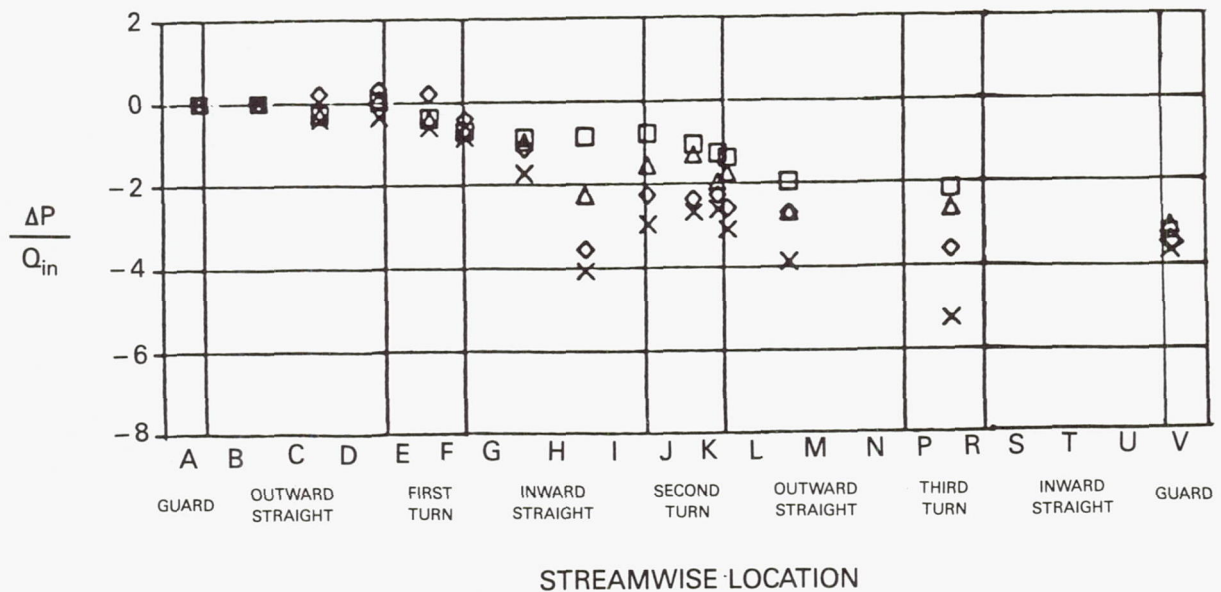 2
0
−2
−4
−6
−8
ΔP
Q_in
A B C D E F G H I J K L M N P R S T U V
GUARD
OUTWARD
STRAIGHT
FIRST
TURN
INWARD
STRAIGHT
SECOND
TURN
OUTWARD
STRAIGHT
THIRD
TURN
INWARD
STRAIGHT
GUARD
STREAMWISE LOCATION